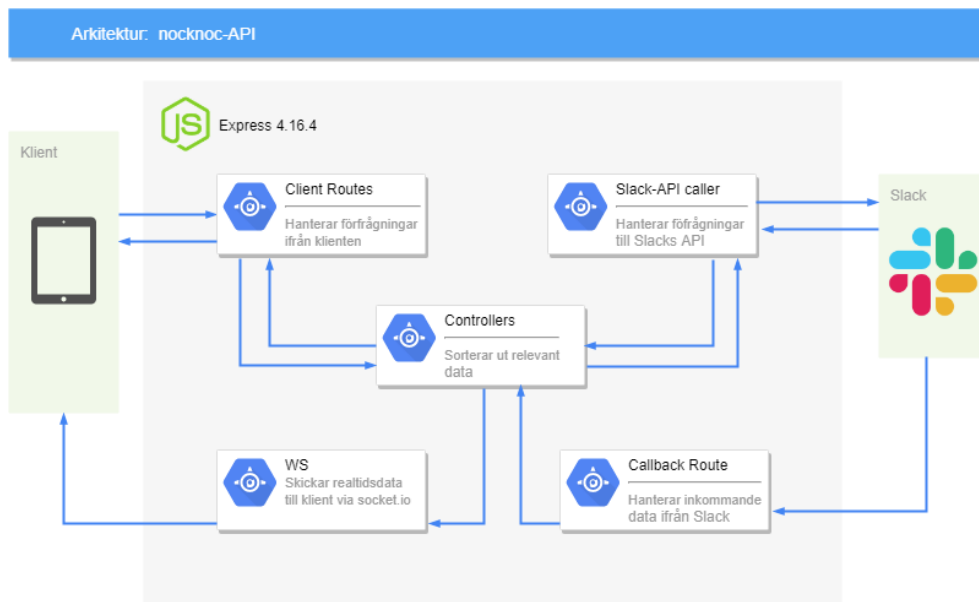 Arkitektur: nocknoc-API
JS
Express 4.16.4
Klient
Client Routes
Hanterar förfrågningar
ifrån klienten
Slack-API caller
Hanterar föfrågningar
till Slacks API
Slack
Controllers
Sorterar ut relevant
data
WS
Skickar realtidsdata
till klient via socket.io
Callback Route
Hanterar inkommande
data ifrån Slack